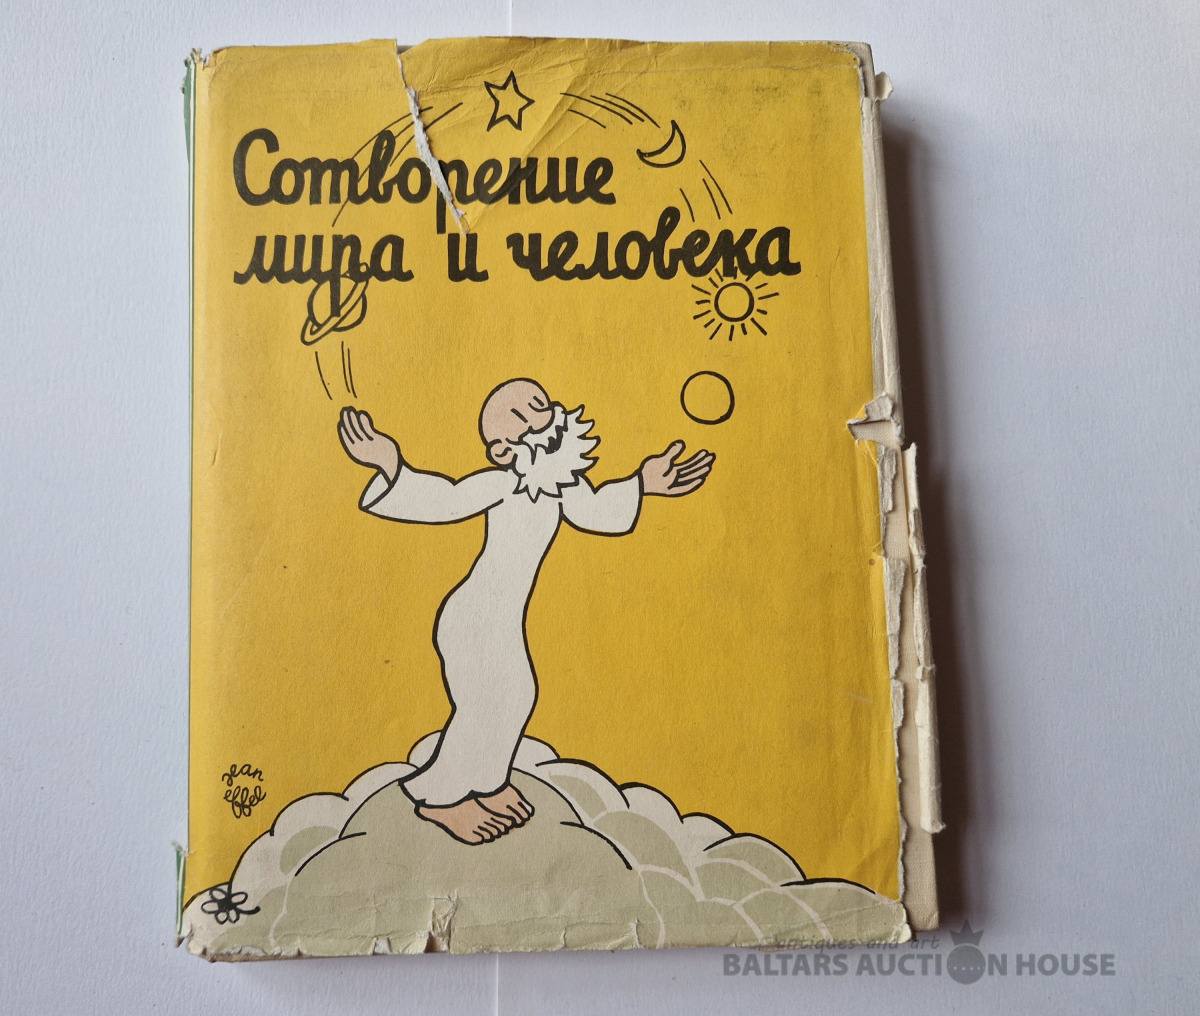 Сотворение
мира и человека
jean
effel
antiques and art
BALTARS AUCTION HOUSE